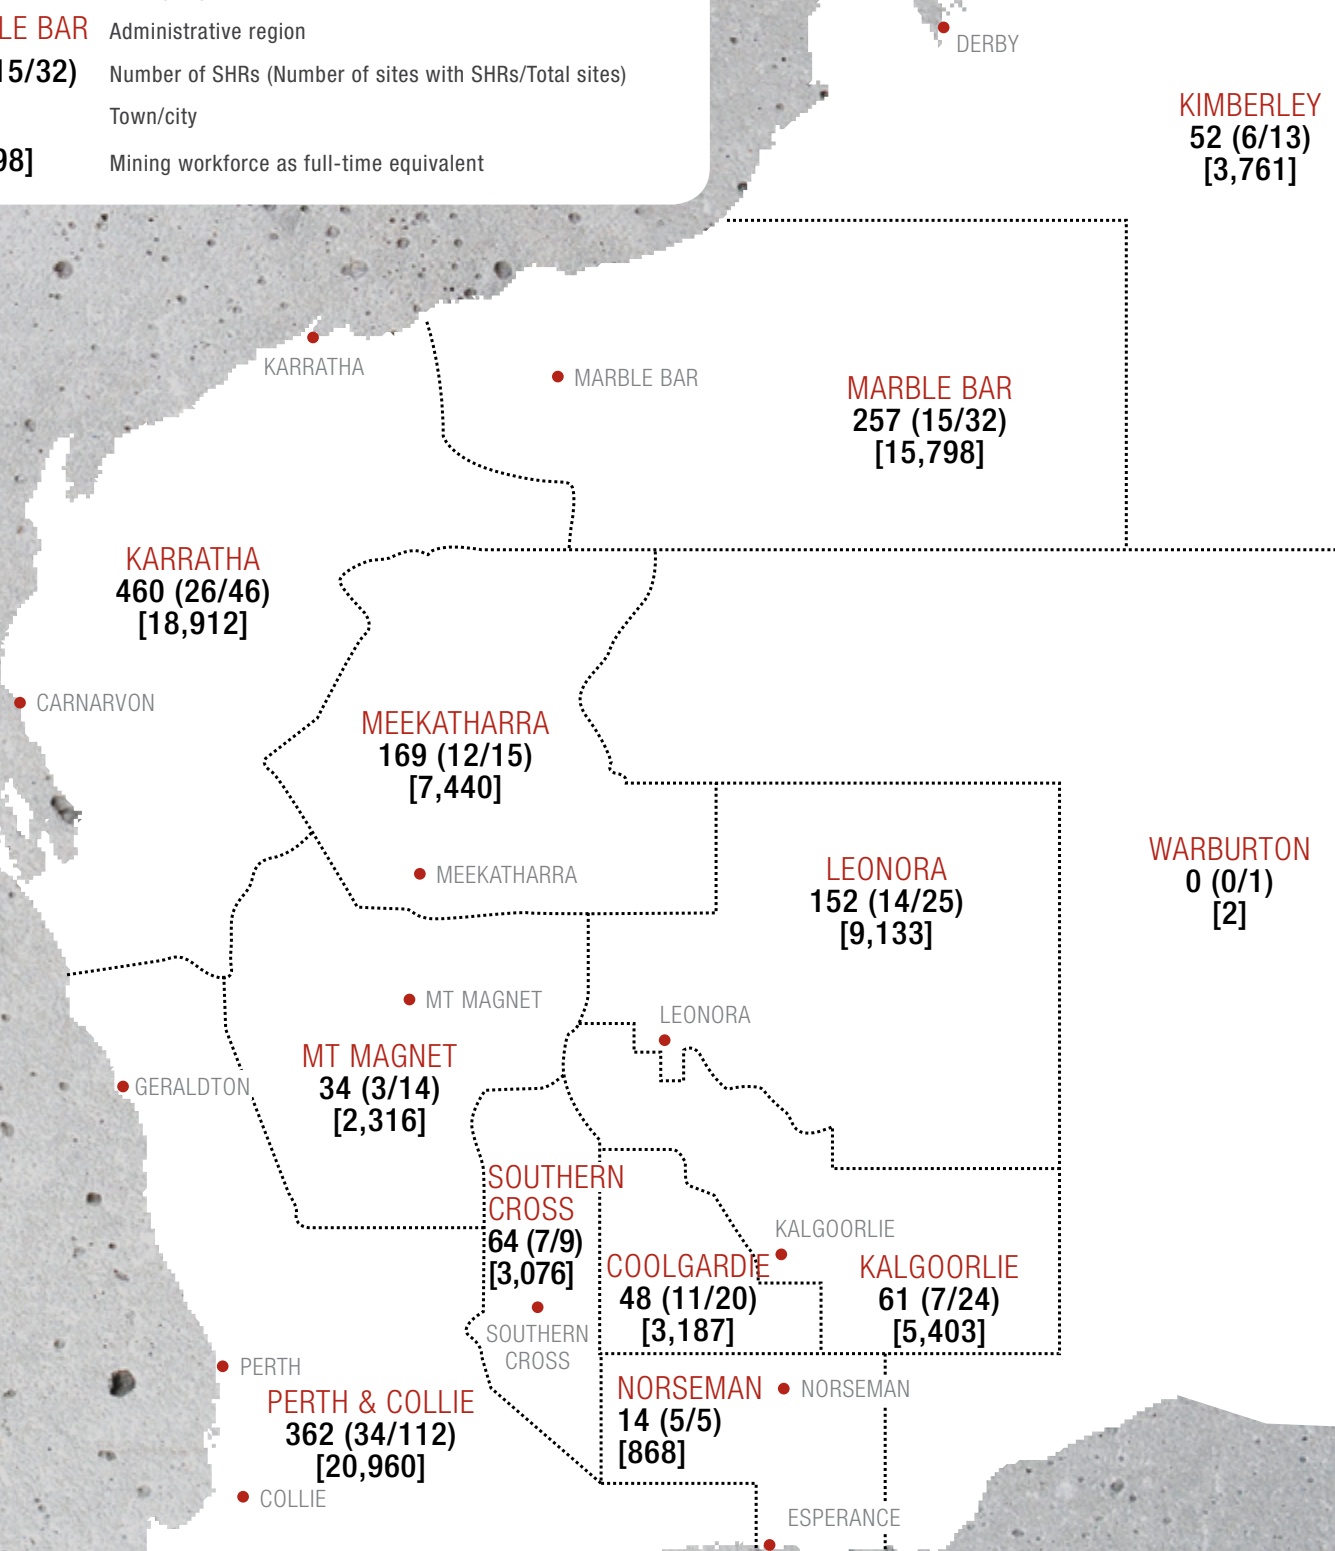 LE BAR Administrative region
15/32) Number of SHRs (Number of sites with SHRs/Total sites)
Town/city
98] Mining workforce as full-time equivalent
DERBY
KIMBERLEY
52 (6/13)
[3,761]
KARRATHA
MARBLE BAR
MARBLE BAR
257 (15/32)
[15,798]
KARRATHA
460 (26/46)
[18,912]
CARNARVON
MEEKATHARRA
169 (12/15)
[7,440]
MEEKATHARRA
LEONORA
152 (14/25)
[9,133]
WARBURTON
0 (0/1)
[2]
MT MAGNET
LEONORA
MT MAGNET
34 (3/14)
[2,316]
GERALDTON
SOUTHERN
CROSS
64 (7/9)
[3,076]
SOUTHERN
CROSS
COOLGARDIE
48 (11/20)
[3,187]
KALGOORLIE
KALGOORLIE
61 (7/24)
[5,403]
PERTH
PERTH & COLLIE
362 (34/112)
[20,960]
COLLIE
NORSEMAN
14 (5/5)
[868]
NORSEMAN
ESPERANCE